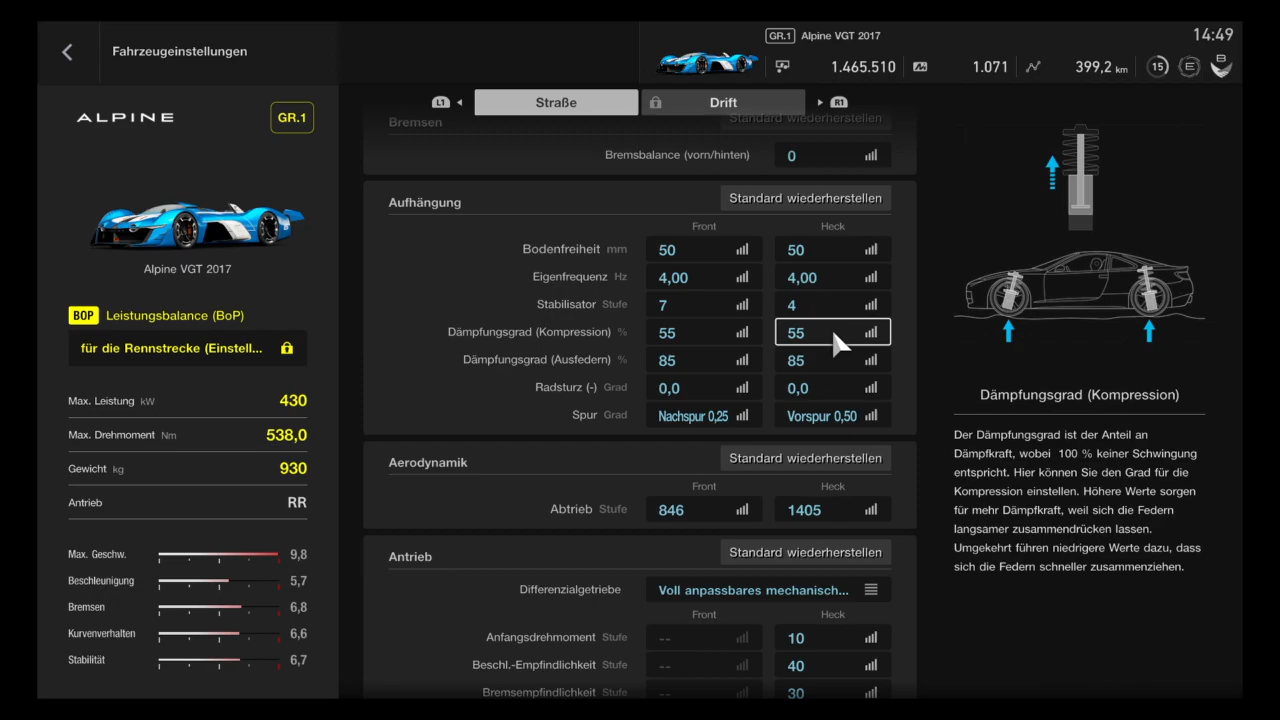 Fahrzeugeinstellungen
GR.1 Alpine VGT 2017
14:49
1.465.510
1.071
399,2 km
15
E
B
L1 Straße Drift R1
ALPINE
GR.1
Alpine VGT 2017
BOP Leistungsbalance (BoP)
für die Rennstrecke (Einstell...
Max. Leistung kW 430
Max. Drehmoment Nm 538,0
Gewicht kg 930
Antrieb RR
Max. Geschw. 9,8
Beschleunigung 5,7
Bremsen 6,8
Kurvenverhalten 6,6
Stabilität 6,7
Bremsen Standard wiederherstellen
Bremsbalance (vorn/hinten) 0
Aufhängung Standard wiederherstellen
Front Heck
Bodenfreiheit mm 50 50
Eigenfrequenz Hz 4,00 4,00
Stabilisator Stufe 7 4
Dämpfungsgrad (Kompression) % 55 55
Dämpfungsgrad (Ausfedern) % 85 85
Radsturz (-) Grad 0,0 0,0
Spur Grad Nachspur 0,25 Vorspur 0,50
Aerodynamik Standard wiederherstellen
Front Heck
Abtrieb Stufe 846 1405
Antrieb Standard wiederherstellen
Differenzialgetriebe Voll anpassbares mechanisch...
Front Heck
Anfangsdrehmoment Stufe -- 10
Beschl.-Empfindlichkeit Stufe -- 40
Bremsempfindlichkeit Stufe -- 30
Dämpfungsgrad (Kompression)
Der Dämpfungsgrad ist der Anteil an
Dämpfkraft, wobei 100 % keiner Schwingung
entspricht. Hier können Sie den Grad für die
Kompression einstellen. Höhere Werte sorgen
für mehr Dämpfkraft, weil sich die Federn
langsamer zusammendrücken lassen.
Umgekehrt führen niedrigere Werte dazu, dass
sich die Federn schneller zusammenziehen.